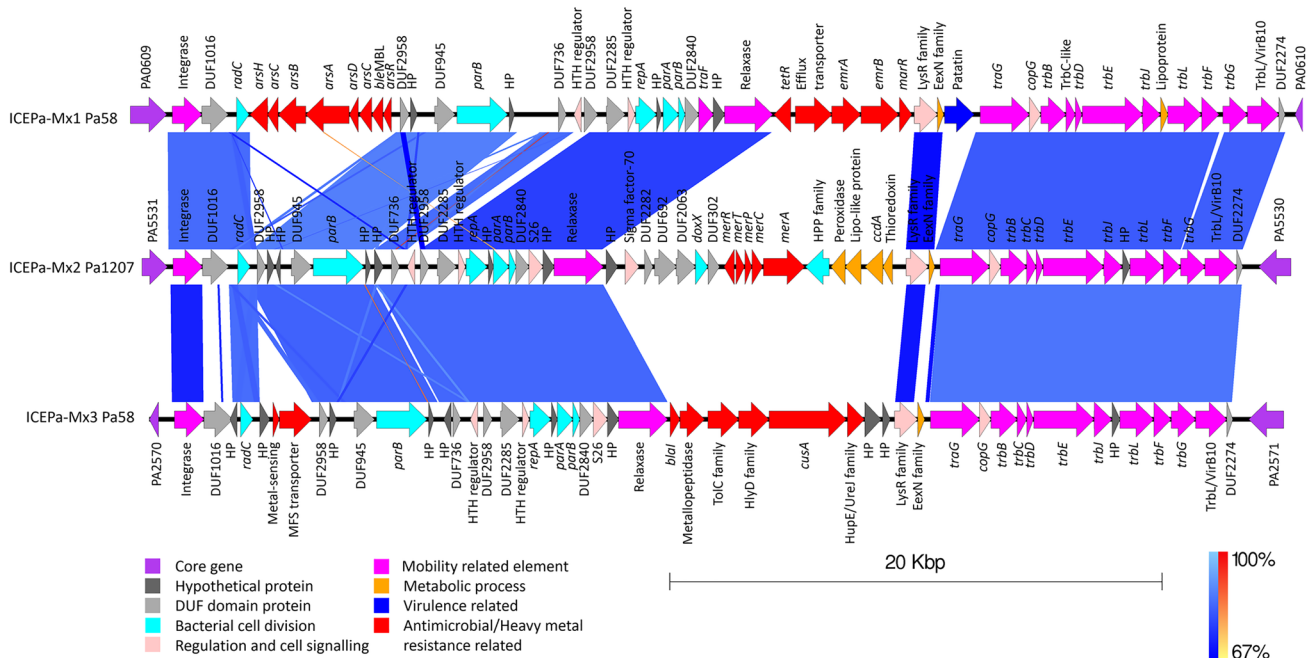 PA0609 Integrase DUF1016 radC arsH arsC arsB arsA arsD arsC bleMBL arsR DUF2958 HP DUF945 parB HP DUF736 HTH regulator DUF2958 DUF2285 HTH regulator repA HP parA parB DUF2840 traF HP Relaxase tetR Efflux transporter emrA emrB marR LysR family EexN family Patatin traG copG trbB TrbC-like trbD trbE trbJ Lipoprotein trbL trbF trbG TrbL/VirB10 DUF2274 PA0610
ICEPa-Mx1 Pa58
PA5531 Integrase DUF1016 radC DUF2958 HP HP DUF945 parB HP HP DUF736 HTH regulator DUF2958 DUF2285 HTH regulator repA HP parA parB DUF2840 S26 HP Relaxase HP Sigma factor-70 DUF2282 DUF692 DUF2063 doxX DUF302 merR merT merP merC merA HPP family Peroxidase Lipo-like protein ccdA Thioredoxin LysR family EexN family traG copG trbB trbC trbD trbE trbJ HP trbL trbF trbG TrbL/VirB10 DUF2274 PA5530
ICEPa-Mx2 Pa1207
ICEPa-Mx3 Pa58
PA2570 Integrase DUF1016 HP radC HP Metal-sensing MFS transporter DUF2958 HP DUF945 parB HP HP DUF736 HTH regulator DUF2958 DUF2285 HTH regulator repA HP parA parB DUF2840 S26 HP Relaxase blaI Metallopeptidase TolC family HlyD family cusA HupE/UreJ family HP HP LysR family EexN family traG copG trbB trbC trbD trbE trbJ HP trbL trbF trbG TrbL/VirB10 DUF2274 PA2571
Core gene
Hypothetical protein
DUF domain protein
Bacterial cell division
Regulation and cell signalling
Mobility related element
Metabolic process
Virulence related
Antimicrobial/Heavy metal
resistance related
20 Kbp
100%
67%